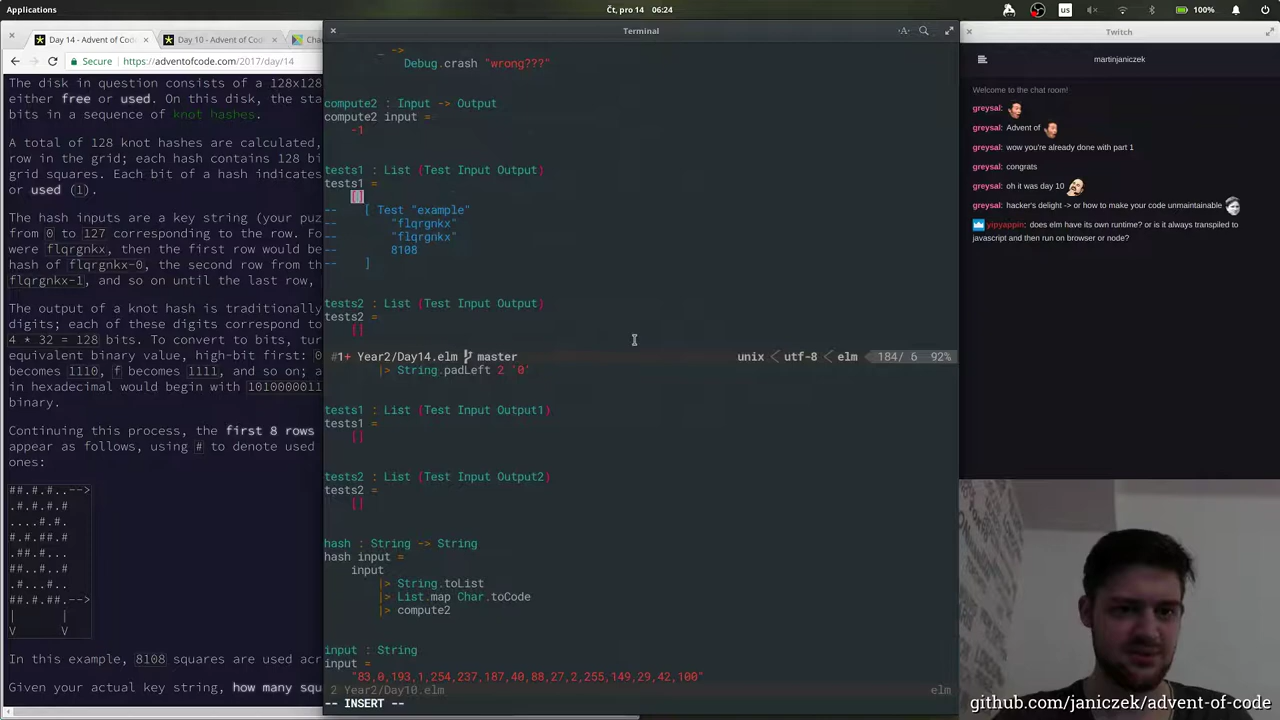 Applications
Čt, pro 14 06:24
us
100%
Day 14 - Advent of Code
Day 10 - Advent of Code
Cha
Secure
https://adventofcode.com/2017/day/14
The disk in question consists of a 128x128
either free or used. On this disk, the sta
bits in a sequence of knot hashes.
A total of 128 knot hashes are calculated,
row in the grid; each hash contains 128 bi
grid squares. Each bit of a hash indicates
or used (1).
The hash inputs are a key string (your puz
from 0 to 127 corresponding to the row. Fo
were flqrgnkx, then the first row would be
hash of flqrgnkx-0, the second row from th
flqrgnkx-1, and so on until the last row,
The output of a knot hash is traditionally
digits; each of these digits correspond to
4 * 32 = 128 bits. To convert to bits, tur
equivalent binary value, high-bit first: 0
becomes 1110, f becomes 1111, and so on; a
in hexadecimal would begin with 1010000011
binary.
Continuing this process, the first 8 rows
appear as follows, using # to denote used
ones:
##.#.#..-->
.#.#.#.#
....#.#.
#.#.##.#
.##.#...
##..#..#
.#...#..
##.#.##.-->
|      |
V      V
In this example, 8108 squares are used acr
Given your actual key string, how many squ
Terminal
_ ->
Debug.crash "wrong???"
compute2 : Input -> Output
compute2 input =
-1
tests1 : List (Test Input Output)
tests1 =
[]
-- [ Test "example"
-- "flqrgnkx"
-- "flqrgnkx"
-- 8108
-- ]
tests2 : List (Test Input Output)
tests2 =
[]
#1+ Year2/Day14.elm master
unix < utf-8 < elm 184/ 6 92%
|> String.padLeft 2 '0'
tests1 : List (Test Input Output1)
tests1 =
[]
tests2 : List (Test Input Output2)
tests2 =
[]
hash : String -> String
hash input =
input
|> String.toList
|> List.map Char.toCode
|> compute2
input : String
input =
"83,0,193,1,254,237,187,40,88,27,2,255,149,29,42,100"
2 Year2/Day10.elm
elm
-- INSERT --
Twitch
martinjaniczek
Welcome to the chat room!
greysal:
greysal: Advent of
greysal: wow you're already done with part 1
greysal: congrats
greysal: oh it was day 10
greysal: hacker's delight -> or how to make your code unmaintainable
yipyappin: does elm have its own runtime? or is it always transpiled to
javascript and then run on browser or node?
github.com/janiczek/advent-of-code